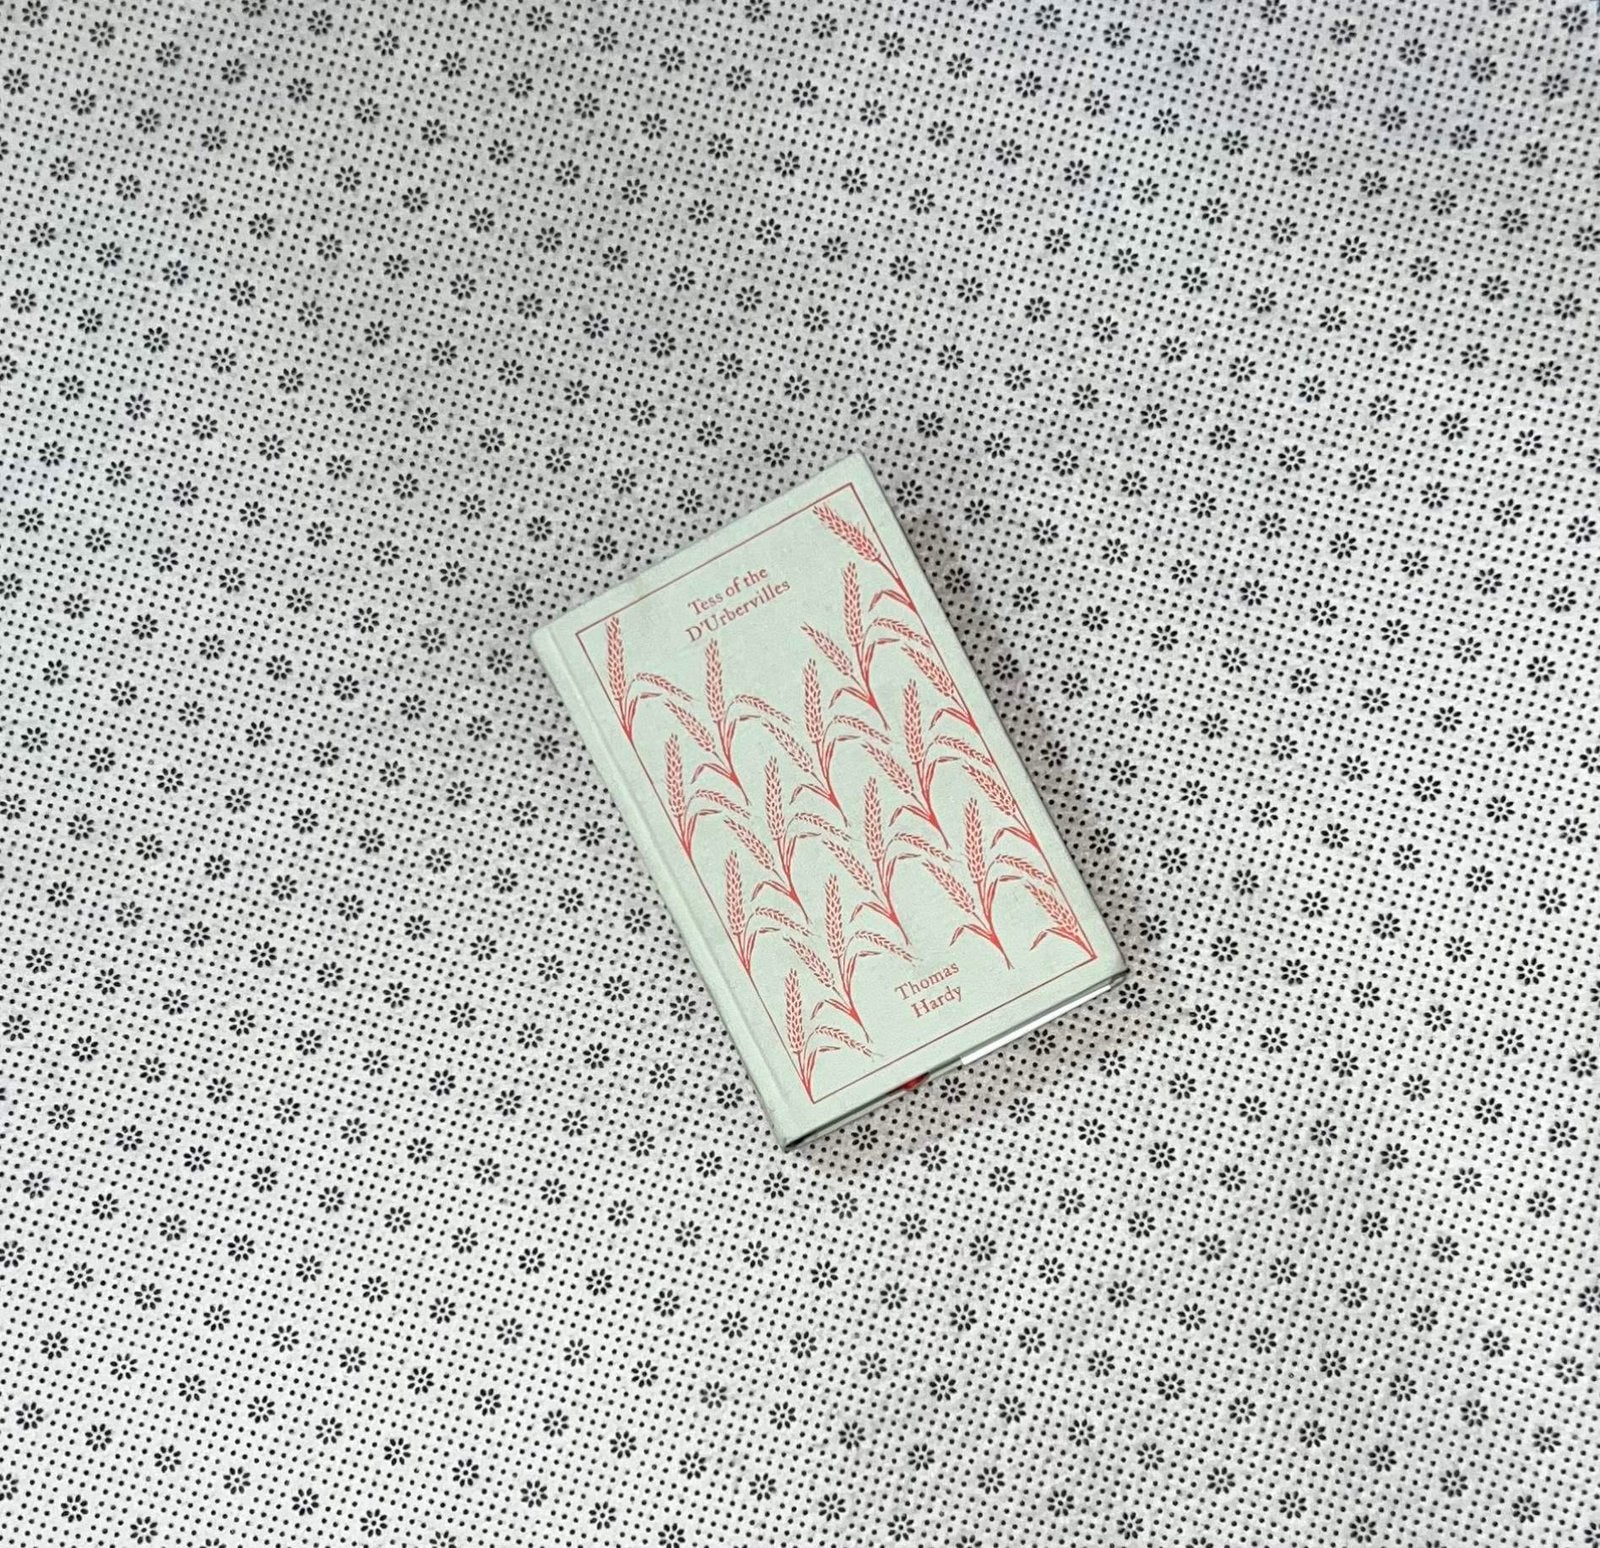 Tess of the
D'Urbervilles
Thomas
Hardy